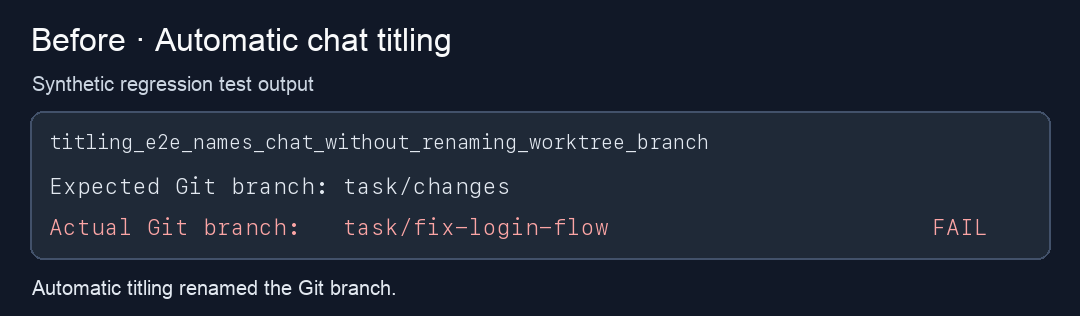 Before · Automatic chat titling
Synthetic regression test output
titling_e2e_names_chat_without_renaming_worktree_branch
Expected Git branch: task/changes
Actual Git branch: task/fix-login-flow FAIL
Automatic titling renamed the Git branch.